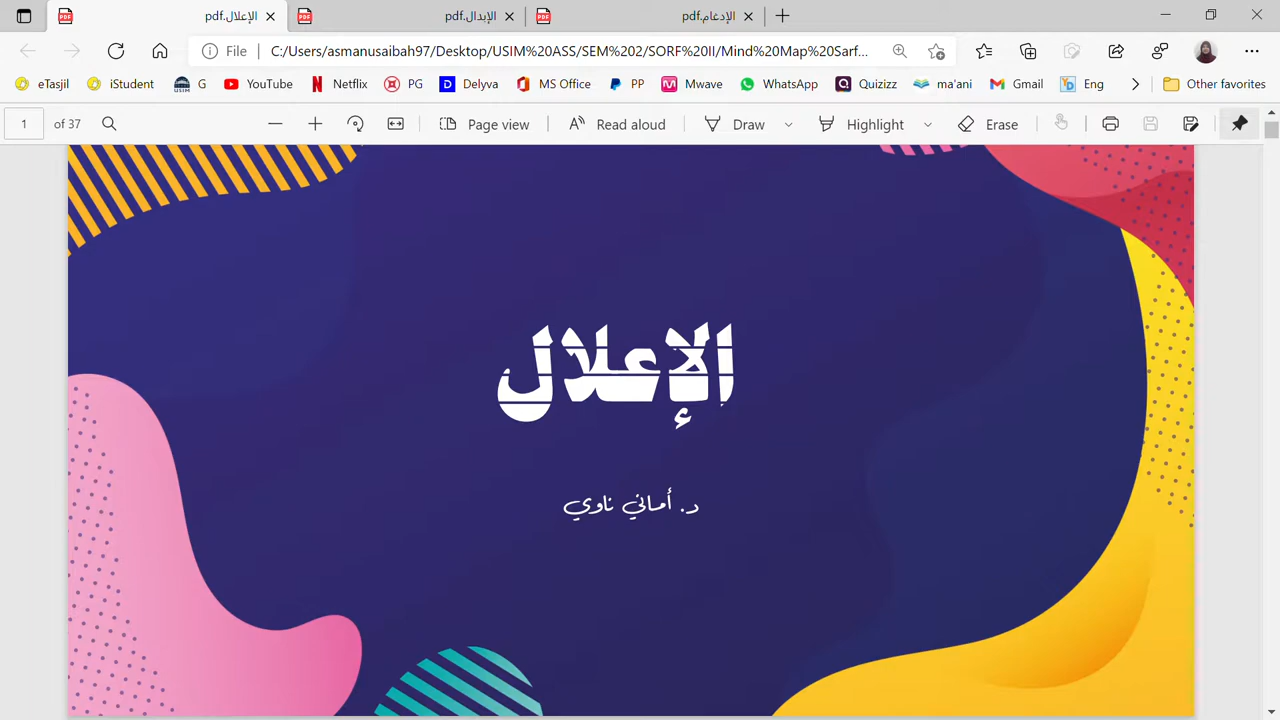 الإعلال.pdf
الإبدال.pdf
الإدغام.pdf
File
C:/Users/asmanusaibah97/Desktop/USIM%20ASS/SEM%202/SORF%20II/Mind%20Map%20Sarf...
eTasjil iStudent G YouTube Netflix PG Delyva MS Office PP Mwave WhatsApp Quizizz ma'ani Gmail Eng Other favorites
1 of 37 Page view Read aloud Draw Highlight Erase
الإعلال
د. أماني ناوي